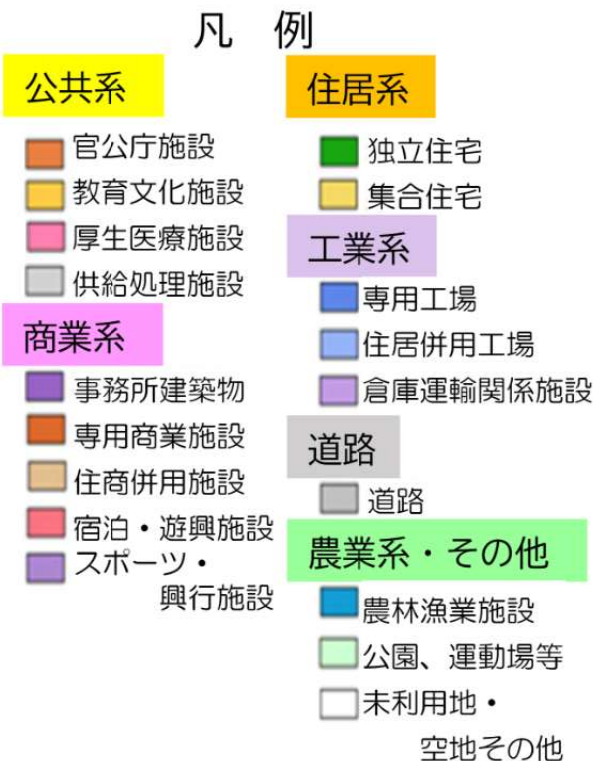 凡 例
公共系
官公庁施設
教育文化施設
厚生医療施設
供給処理施設
商業系
事務所建築物
専用商業施設
住商併用施設
宿泊・遊興施設
スポーツ・
興行施設
住居系
独立住宅
集合住宅
工業系
専用工場
住居併用工場
倉庫運輸関係施設
道路
道路
農業系・その他
農林漁業施設
公園、運動場等
未利用地・
空地その他